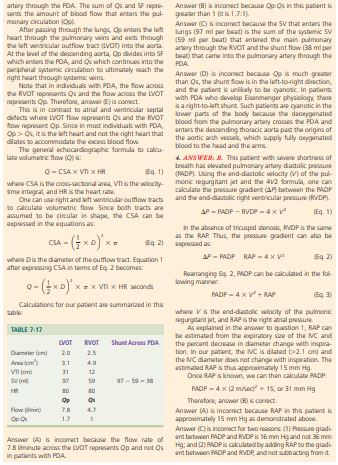 artery through the PDA. The sum of Qs and SF repre-
sents the amount of blood flow that enters the pul-
monary circulation (Qp).
After passing through the lungs, Qp enters the left
heart through the pulmonary veins and exits through
the left ventricular outflow tract (LVOT) into the aorta.
At the level of the descending aorta, Qp divides into SF
which enters the PDA, and Qs which continues into the
peripheral systemic circulation to ultimately reach the
right heart through systemic veins.
Note that in individuals with PDA, the flow across
the RVOT represents Qs and the flow across the LVOT
represents Qp. Therefore, answer (E) is correct.
This is in contrast to atrial and ventricular septal
defects where LVOT flow represents Qs and the RVOT
flow represent Qp. Since in most individuals with PDA,
Qp > Qs, it is the left heart and not the right heart that
dilates to accommodate the excess blood flow.
The general echocardiographic formula to calcu-
late volumetric flow (Q) is:
Q = CSA × VTI × HR (Eq. 1)
where CSA is the cross-sectional area, VTI is the velocity-
time integral, and HR is the heart rate.
One can use right and left ventricular outflow tracts
to calculate volumetric flow. Since both tracts are
assumed to be circular in shape, the CSA can be
expressed in the equations as:
CSA = (1/2 × D)² × π (Eq. 2)
where D is the diameter of the outflow tract. Equation 1
after expressing CSA in terms of Eq. 2 becomes:
Q = (1/2 × D)² × π × VTI × HR seconds
Calculations for our patient are summarized in this
table:
TABLE 7-17
LVOT RVOT Shunt Across PDA
Diameter (cm) 2.0 2.5
Area (cm²) 3.1 4.9
VTI (cm) 31 12
SV (ml) 97 59 97 − 59 = 38
HR 80 80
Qp Qs
Flow (l/min) 7.8 4.7
Qp:Qs 1.7 1
Answer (A) is incorrect because the flow rate of
7.8 l/minute across the LVOT represents Qp and not Qs
in patients with PDA.
Answer (B) is incorrect because Qp:Qs in this patient is
greater than 1 (it is 1.7:1).
Answer (C) is incorrect because the SV that enters the
lungs (97 ml per beat) is the sum of the systemic SV
(59 ml per beat) that entered the main pulmonary
artery through the RVOT and the shunt flow (38 ml per
beat) that came into the pulmonary artery through the
PDA.
Answer (D) is incorrect because Qp is much greater
than Qs, the shunt flow is in the left-to-right direction,
and the patient is unlikely to be cyanotic. In patients
with PDA who develop Eisenmenger physiology, there
is a right-to-left shunt. Such patients are cyanotic in the
lower parts of the body because the deoxygenated
blood from the pulmonary artery crosses the PDA and
enters the descending thoracic aorta past the origins of
the aortic arch vessels, which supply fully oxygenated
blood to the head and the arms.
4. ANSWER: B. This patient with severe shortness of
breath has elevated pulmonary artery diastolic pressure
(PADP). Using the end-diastolic velocity (V) of the pul-
monic regurgitant jet and the 4V2 formula, one can
calculate the pressure gradient (ΔP) between the PADP
and the end-diastolic right ventricular pressure (RVDP).
ΔP = PADP − RVDP = 4 × V² (Eq. 1)
In the absence of tricuspid stenosis, RVDP is the same
as the RAP. Thus, the pressure gradient can also be
expressed as:
ΔP = PADP RAP = 4 × V² (Eq. 2)
Rearranging Eq. 2, PADP can be calculated in the fol-
lowing manner:
PADP = 4 × V² + RAP (Eq. 3)
where V is the end-diastolic velocity of the pulmonic
regurgitant jet, and RAP is the right atrial pressure.
As explained in the answer to question 1, RAP can
be estimated from the expiratory size of the IVC and
the percent decrease in diameter change with inspira-
tion. In our patient, the IVC is dilated (>2.1 cm) and
the IVC diameter does not change with inspiration. The
estimated RAP is thus approximately 15 mm Hg.
Once RAP is known, we can then calculate PADP:
PADP = 4 × (2 m/sec)² + 15, or 31 mm Hg
Therefore, answer (B) is correct.
Answer (A) is incorrect because RAP in this patient is
approximately 15 mm Hg as demonstrated above.
Answer (C) is incorrect for two reasons: (1) Pressure gradi-
ent between PADP and RVDP is 16 mm Hg and not 36 mm
Hg; and (2) PADP is calculated by adding RAP to the gradi-
ent between PADP and RVDP, and not subtracting from it.